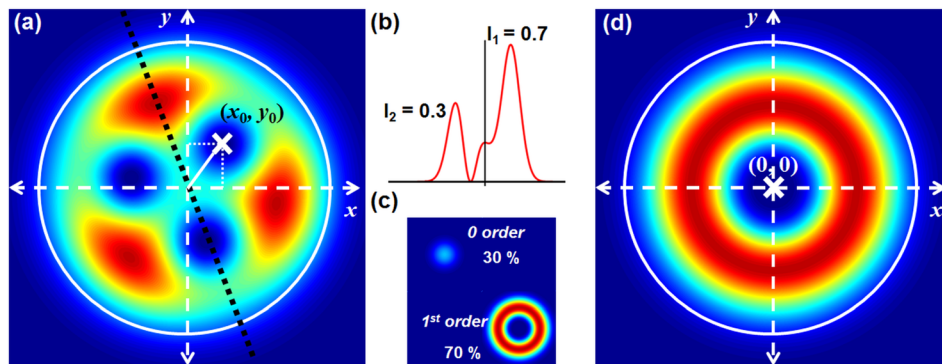 (a)
y
(x₀, y₀)
x
(b)
I₁ = 0.7
I₂ = 0.3
(c)
0 order
30 %
1st order
70 %
(d)
y
(0,0)
x